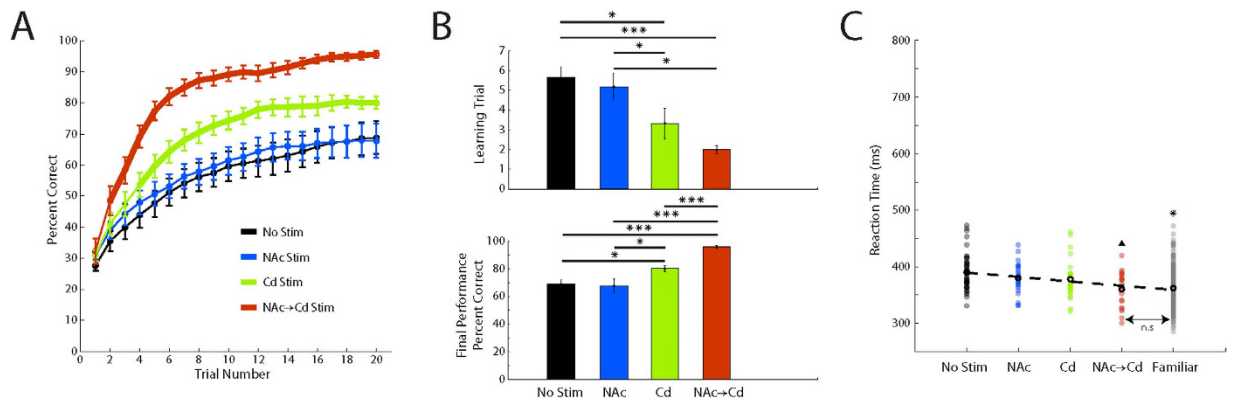 A
100
90
80
70
60
50
40
30
20
10
0
Percent Correct
0 2 4 6 8 10 12 14 16 18 20
Trial Number
No Stim
NAc Stim
Cd Stim
NAc→Cd Stim
B
*
***
*
*
7
6
5
4
3
2
1
0
Learning Trial
***
***
***
*
*
100
80
60
40
20
0
Final Performance
Percent Correct
No Stim NAc Cd NAc→Cd
C
800
700
600
500
400
300
Reaction Time (ms)
*
n.s
No Stim NAc Cd NAc→Cd Familiar